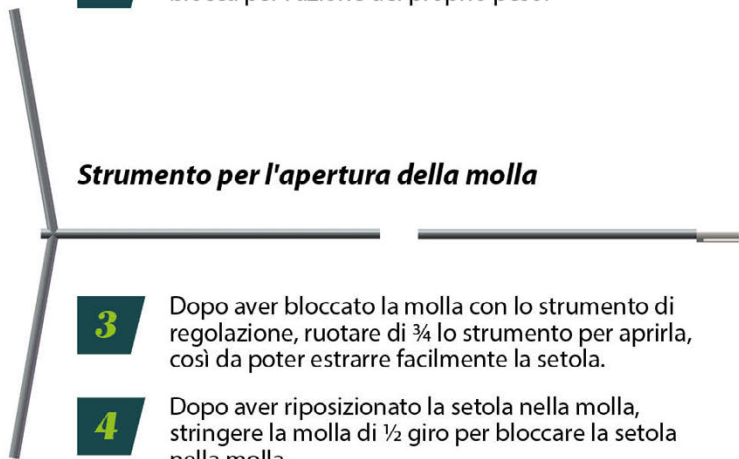 Strumento per l'apertura della molla
3
Dopo aver bloccato la molla con lo strumento di
regolazione, ruotare di ¾ lo strumento per aprirla,
così da poter estrarre facilmente la setola.
4
Dopo aver riposizionato la setola nella molla,
stringere la molla di ½ giro per bloccare la setola
nella molla